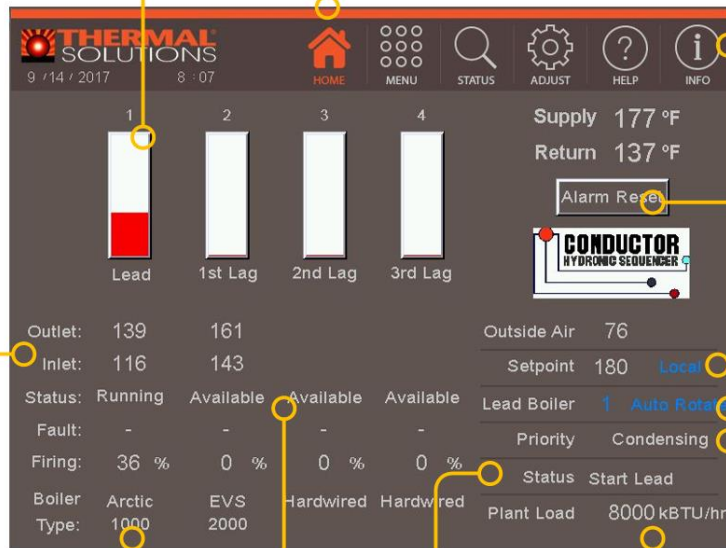 THERMAL
SOLUTIONS
9 / 14 / 2017 8 : 07
HOME MENU STATUS ADJUST ? HELP i INFO
1 2 3 4
Lead 1st Lag 2nd Lag 3rd Lag
Supply 177 °F
Return 137 °F
Alarm Reset
CONDUCTOR
HYDRONIC SEQUENCER
Outlet: 139 161
Inlet: 116 143
Status: Running Available Available Available
Fault: - - - -
Firing: 36 % 0 % 0 % 0 %
Boiler Type: Arctic 1000 EVS 2000 Hardwired Hardwired
Outside Air 76
Setpoint 180 Local
Lead Boiler 1 Auto Rotate
Priority Condensing
Status Start Lead
Plant Load 8000 kBTU/hr